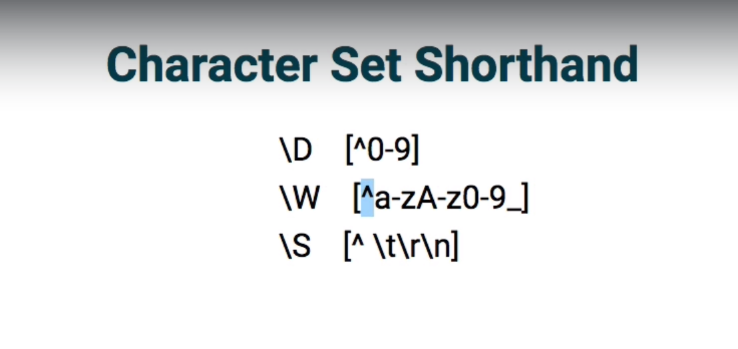 Character Set Shorthand
\D [^0-9]
\W [^a-zA-z0-9_]
\S [^ \t\r\n]